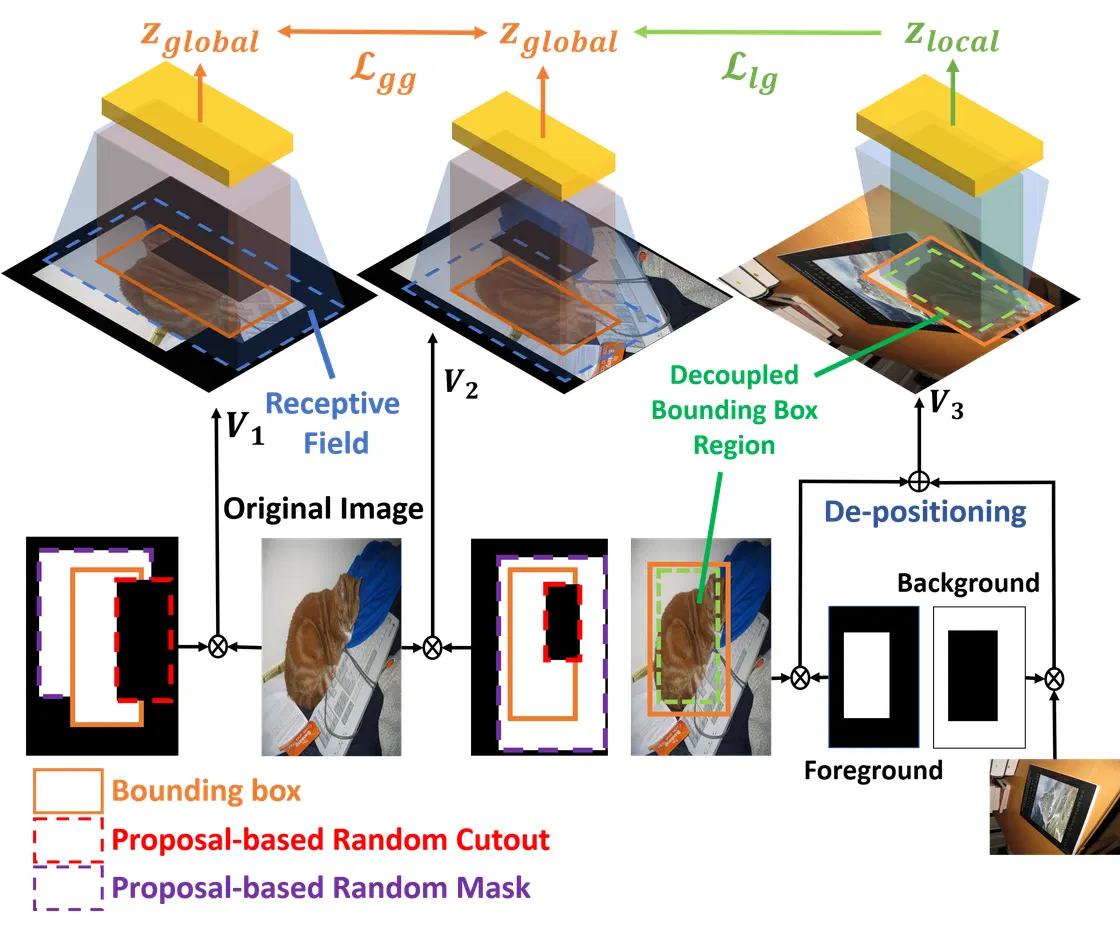 z_global
z_global
z_local
ℒ_gg
ℒ_lg
Decoupled
Bounding Box
Region
Receptive
Field
V_1
V_2
V_3
Original Image
De-positioning
Background
Foreground
Bounding box
Proposal-based Random Cutout
Proposal-based Random Mask